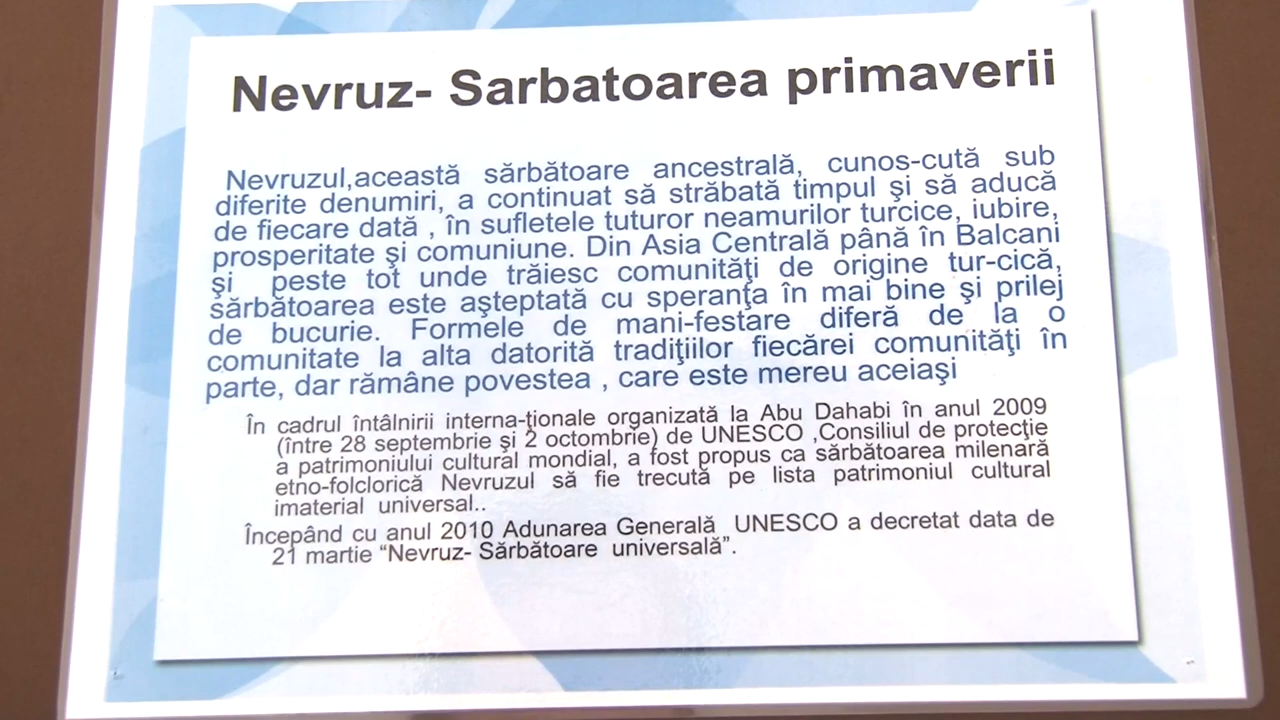 Nevruz- Sarbatoarea primaverii
Nevruzul,această sărbătoare ancestrală, cunos-cută sub
diferite denumiri, a continuat să străbată timpul şi să aducă
de fiecare dată , în sufletele tuturor neamurilor turcice, iubire,
prosperitate şi comuniune. Din Asia Centrală până în Balcani
şi peste tot unde trăiesc comunităţi de origine tur-cică,
sărbătoarea este aşteptată cu speranţa în mai bine şi prilej
de bucurie. Formele de mani-festare diferă de la o
comunitate la alta datorită tradiţiilor fiecărei comunităţi în
parte, dar rămâne povestea , care este mereu aceiaşi
În cadrul întâlnirii interna-ţionale organizată la Abu Dahabi în anul 2009
(între 28 septembrie şi 2 octombrie) de UNESCO ,Consiliul de protecţie
a patrimoniului cultural mondial, a fost propus ca sărbătoarea milenară
etno-folclorică Nevruzul să fie trecută pe lista patrimoniul cultural
imaterial universal..
Începând cu anul 2010 Adunarea Generală UNESCO a decretat data de
21 martie “Nevruz- Sărbătoare universală”.